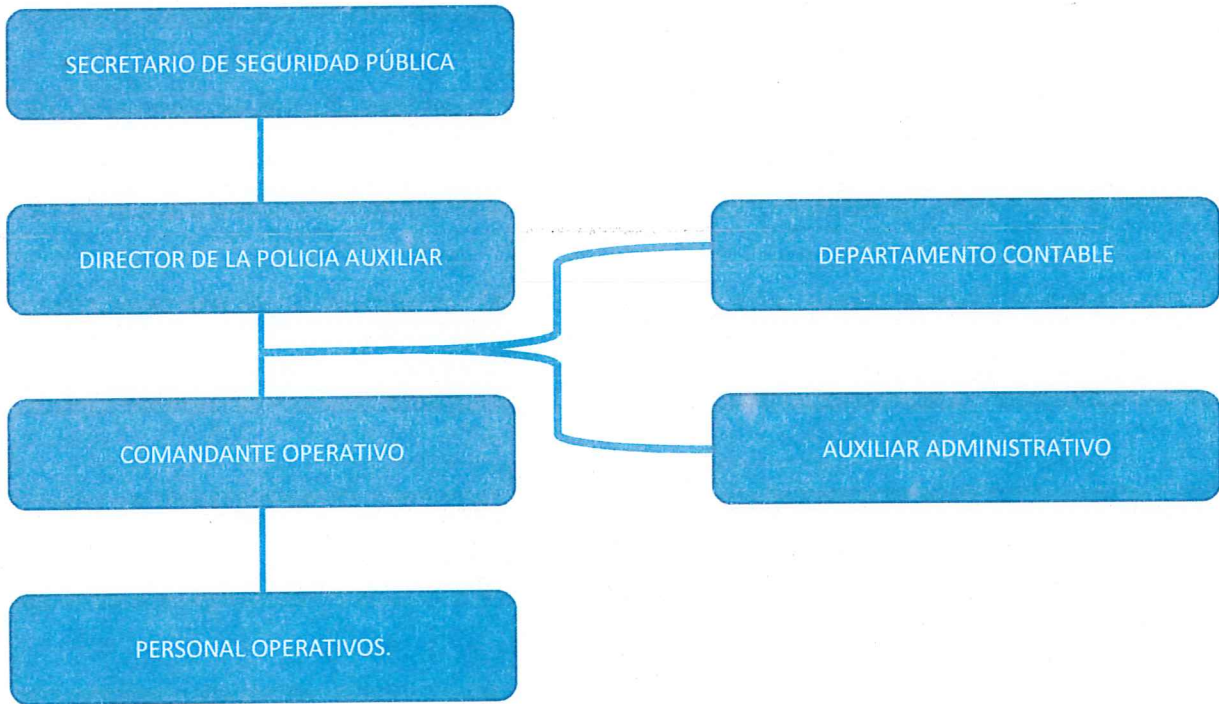 SECRETARIO DE SEGURIDAD PÚBLICA
DIRECTOR DE LA POLICIA AUXILIAR
DEPARTAMENTO CONTABLE
COMANDANTE OPERATIVO
AUXILIAR ADMINISTRATIVO
PERSONAL OPERATIVOS.